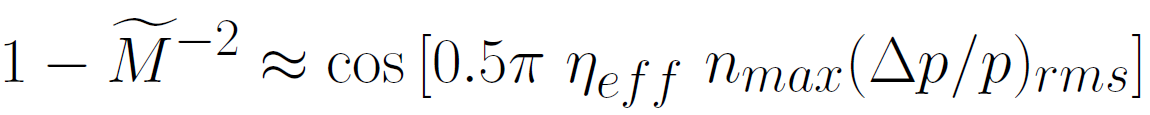 1 − M̃⁻² ≈ cos [0.5π η_{eff} n_{max}(Δp/p)_{rms}]